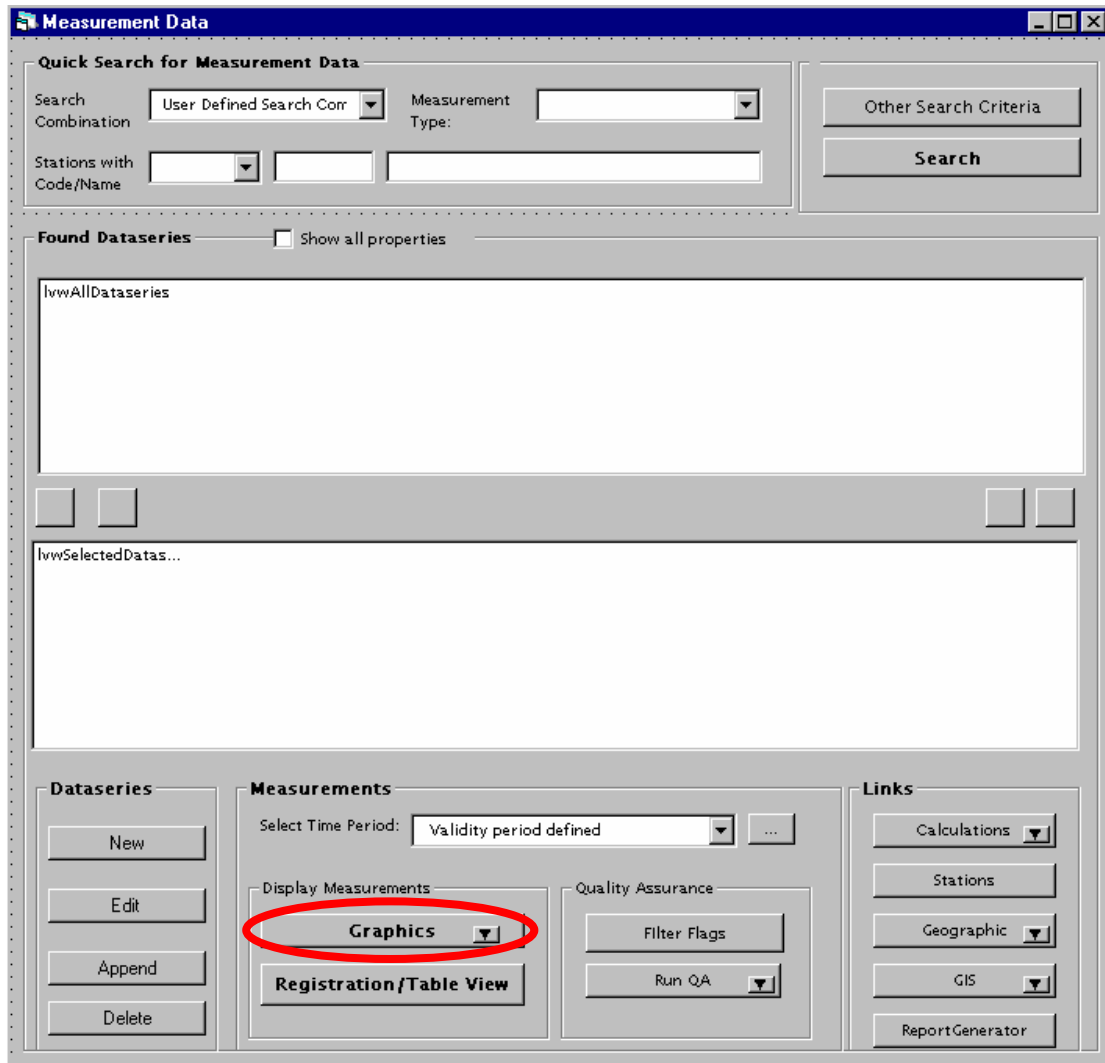 Measurement Data
Quick Search for Measurement Data
Search
Combination
User Defined Search Com
Measurement
Type:
Other Search Criteria
Search
Stations with
Code/Name
Found Dataseries
Show all properties
lvwAllDataseries
lvwSelectedDatas...
Dataseries
New
Edit
Append
Delete
Measurements
Select Time Period:
Validity period defined
...
Display Measurements
Graphics
Registration/Table View
Quality Assurance
Filter Flags
Run QA
Links
Calculations
Stations
Geographic
GIS
ReportGenerator